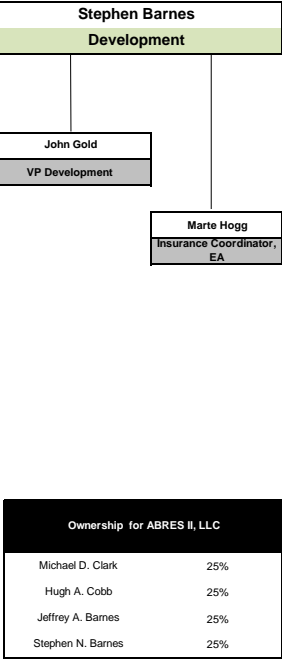 Stephen Barnes
Development
John Gold
VP Development
Marte Hogg
Insurance Coordinator,
EA
Ownership for ABRES II, LLC
Michael D. Clark 25%
Hugh A. Cobb 25%
Jeffrey A. Barnes 25%
Stephen N. Barnes 25%